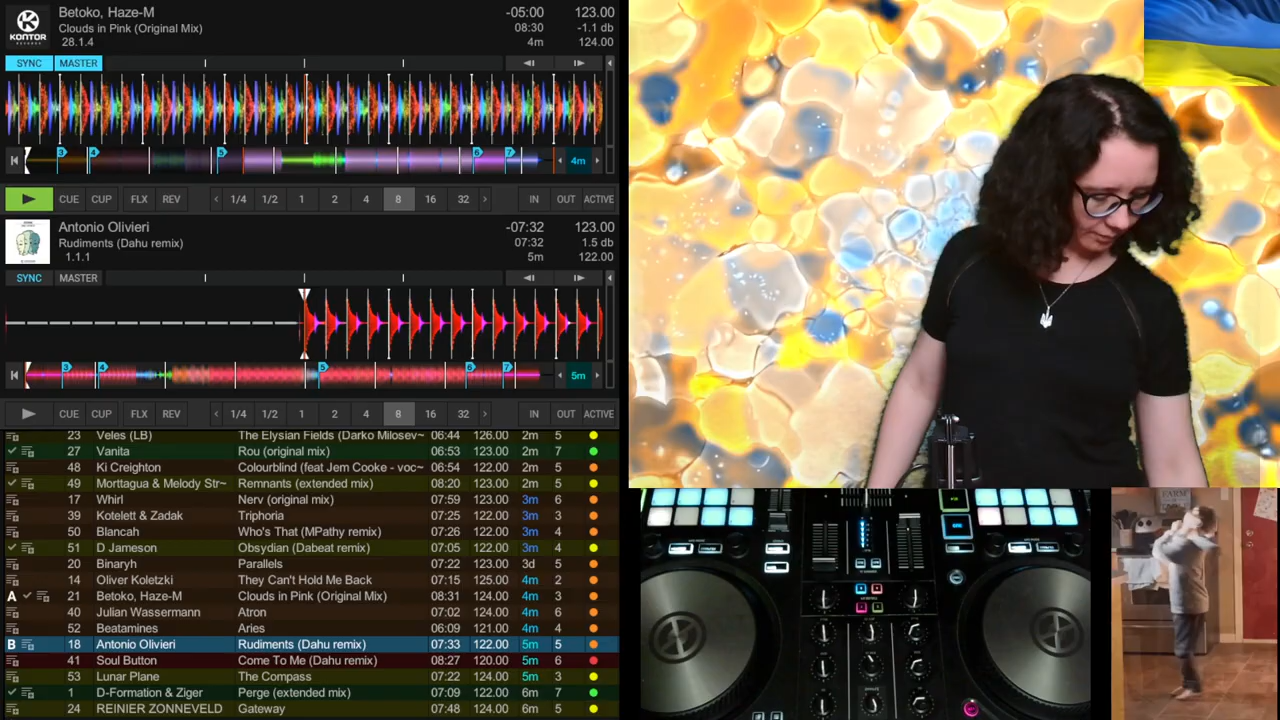 KONTOR
RECORDS
Betoko, Haze-M -05:00 123.00
Clouds in Pink (Original Mix) 08:30 -1.1 db
28.1.4 4m 124.00
SYNC MASTER
3 4 5 6 7 4m
CUE CUP FLX REV 1/4 1/2 1 2 4 8 16 32 IN OUT ACTIVE
Antonio Olivieri -07:32 123.00
Rudiments (Dahu remix) 07:32 1.5 db
1.1.1 5m 122.00
SYNC MASTER
3 4 5 6 7 5m
CUE CUP FLX REV 1/4 1/2 1 2 4 8 16 32 IN OUT ACTIVE
23 Veles (LB) The Elysian Fields (Darko Milosev~ 06:44 126.00 2m 5
27 Vanita Rou (original mix) 06:53 123.00 2m 7
48 Ki Creighton Colourblind (feat Jem Cooke - voc~ 06:54 122.00 2m 5
49 Morttagua & Melody Str~ Remnants (extended mix) 08:20 123.00 2m 5
17 Whirl Nerv (original mix) 07:59 123.00 3m 6
39 Kotelett & Zadak Triphoria 07:25 122.00 3m 3
50 Blancah Who's That (MPathy remix) 07:26 122.00 3m 4
51 D Jameson Obsydian (Dabeat remix) 07:05 122.00 3m 4
20 Binaryh Parallels 07:22 123.00 3d 5
14 Oliver Koletzki They Can't Hold Me Back 07:15 125.00 4m 2
A 21 Betoko, Haze-M Clouds in Pink (Original Mix) 08:31 124.00 4m 3
40 Julian Wassermann Atron 07:02 124.00 4m 6
52 Beatamines Aries 06:09 121.00 4m 4
B 18 Antonio Olivieri Rudiments (Dahu remix) 07:33 122.00 5m 5
41 Soul Button Come To Me (Dahu remix) 08:27 120.00 5m 6
53 Lunar Plane The Compass 07:22 124.00 5m 3
1 D-Formation & Ziger Perge (extended mix) 07:09 122.00 6m 7
24 REINIER ZONNEVELD Gateway 07:48 124.00 6m 5
FARM